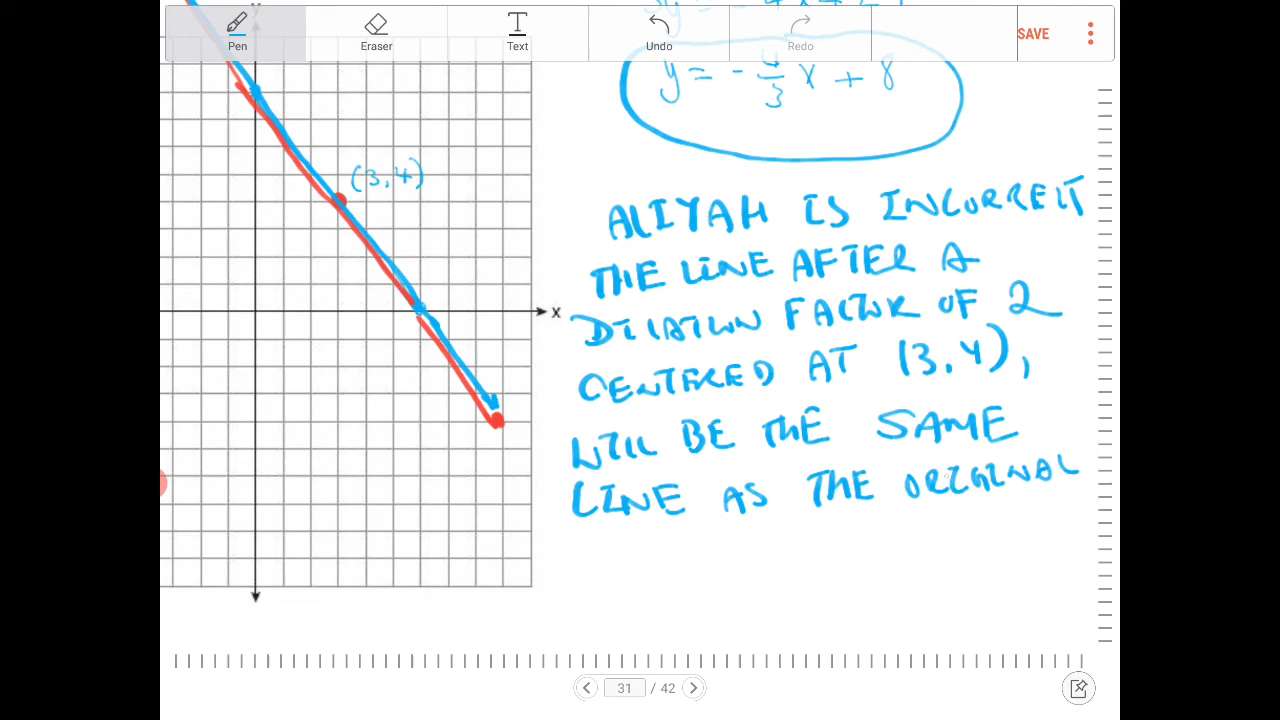 Pen
Eraser
Text
Undo
Redo
SAVE
y = - 4/3 x + 8
(3,4)
x
ALIYAH IS INCORRECT
THE LINE AFTER A
DILATION FACTOR OF 2
CENTERED AT (3,4),
WILL BE THE SAME
LINE AS THE ORIGINAL
31 / 42